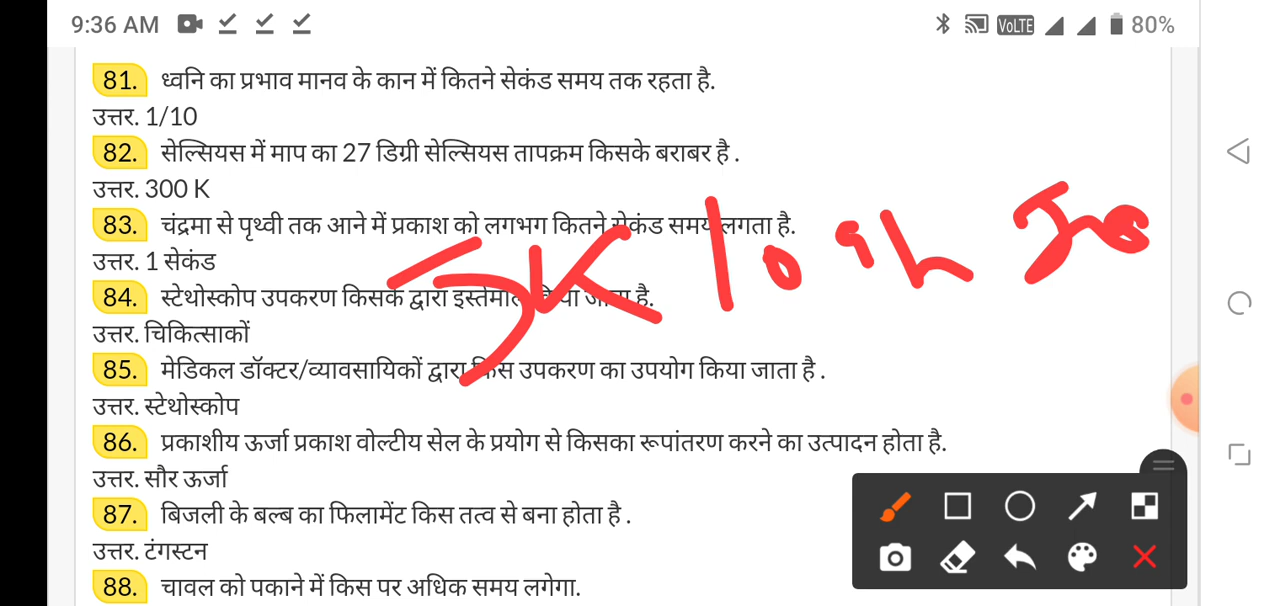 9:36 AM VoLTE 80%
81. ध्वनि का प्रभाव मानव के कान में कितने सेकंड समय तक रहता है.
उत्तर. 1/10
82. सेल्सियस में माप का 27 डिग्री सेल्सियस तापक्रम किसके बराबर है .
उत्तर. 300 K
83. चंद्रमा से पृथ्वी तक आने में प्रकाश को लगभग कितने सेकंड समय लगता है.
उत्तर. 1 सेकंड
84. स्टेथोस्कोप उपकरण किसके द्वारा इस्तेमाल किया जाता है.
उत्तर. चिकित्साकों
85. मेडिकल डॉक्टर/व्यावसायिकों द्वारा किस उपकरण का उपयोग किया जाता है .
उत्तर. स्टेथोस्कोप
86. प्रकाशीय ऊर्जा प्रकाश वोल्टीय सेल के प्रयोग से किसका रूपांतरण करने का उत्पादन होता है.
उत्तर. सौर ऊर्जा
87. बिजली के बल्ब का फिलामेंट किस तत्व से बना होता है .
उत्तर. टंगस्टन
88. चावल को पकाने में किस पर अधिक समय लगेगा.